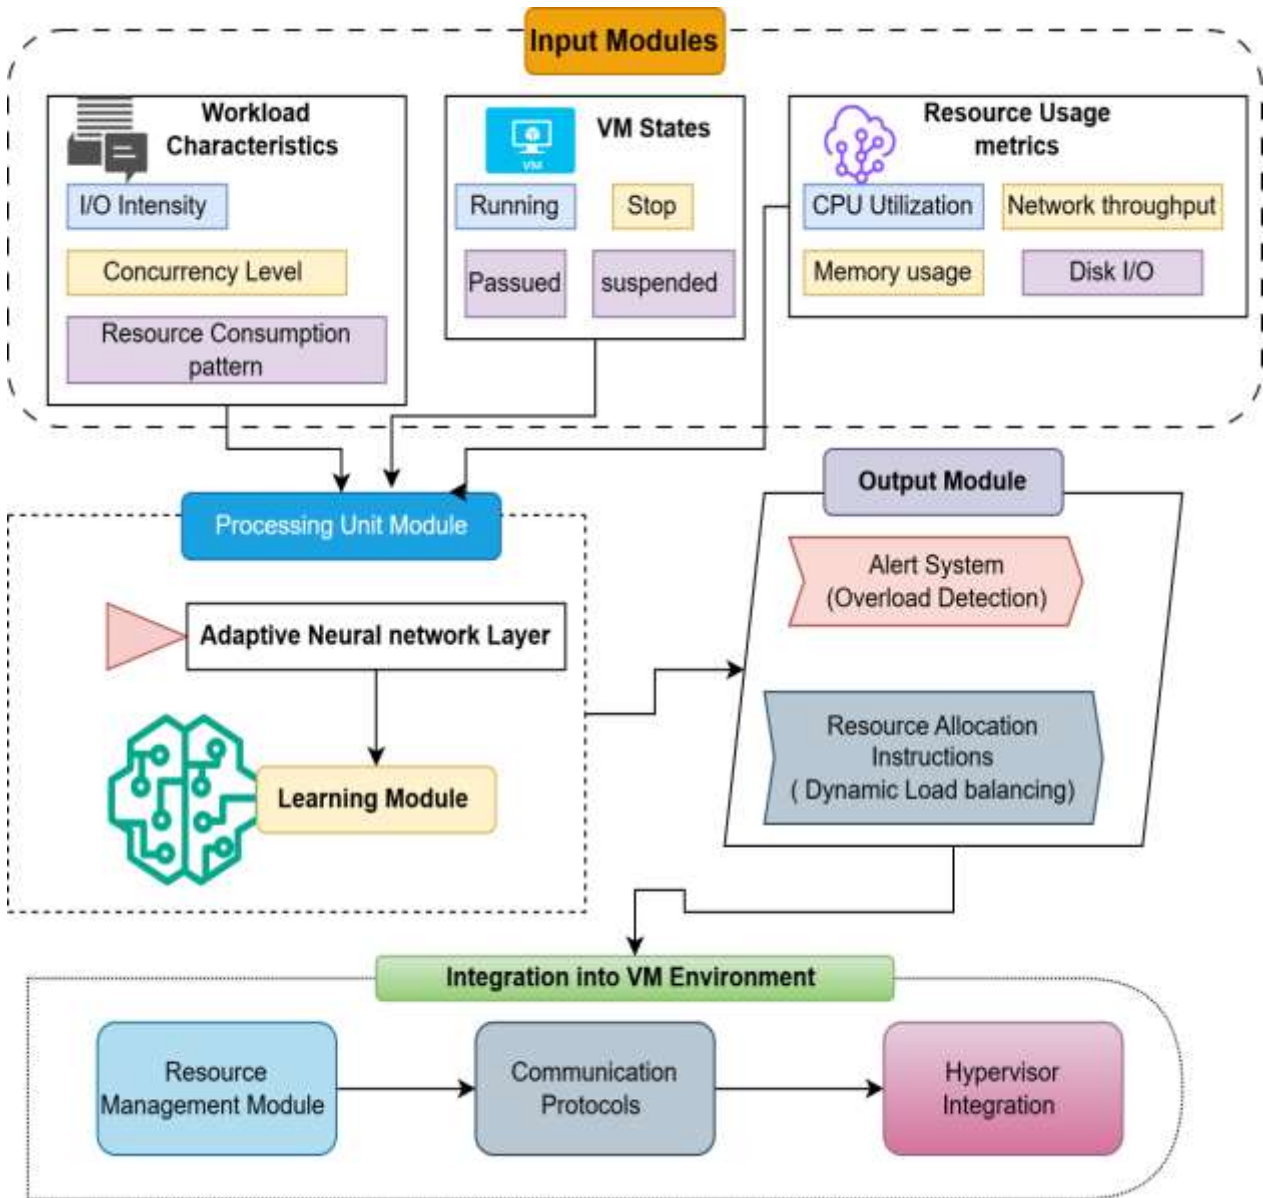 Input Modules
Workload
Characteristics
I/O Intensity
Concurrency Level
Resource Consumption
pattern
VM
VM States
Running
Stop
Passued
suspended
Resource Usage
metrics
CPU Utilization
Network throughput
Memory usage
Disk I/O
Processing Unit Module
Adaptive Neural network Layer
Learning Module
Output Module
Alert System
(Overload Detection)
Resource Allocation
Instructions
( Dynamic Load balancing)
Integration into VM Environment
Resource
Management Module
Communication
Protocols
Hypervisor
Integration